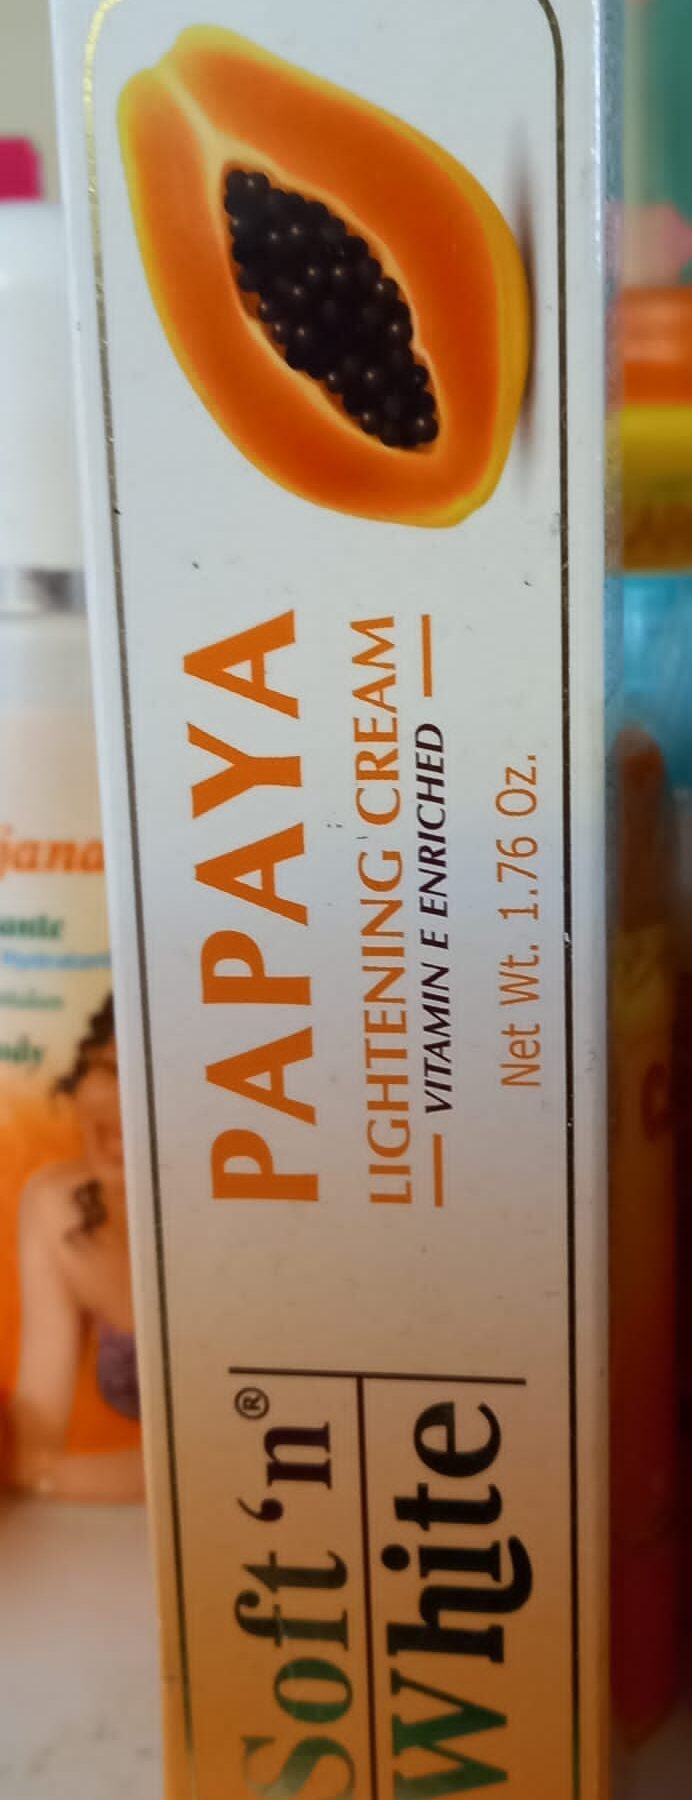 Soft 'n®
White
PAPAYA
LIGHTENING CREAM
VITAMIN E ENRICHED
Net Wt. 1.76 Oz.